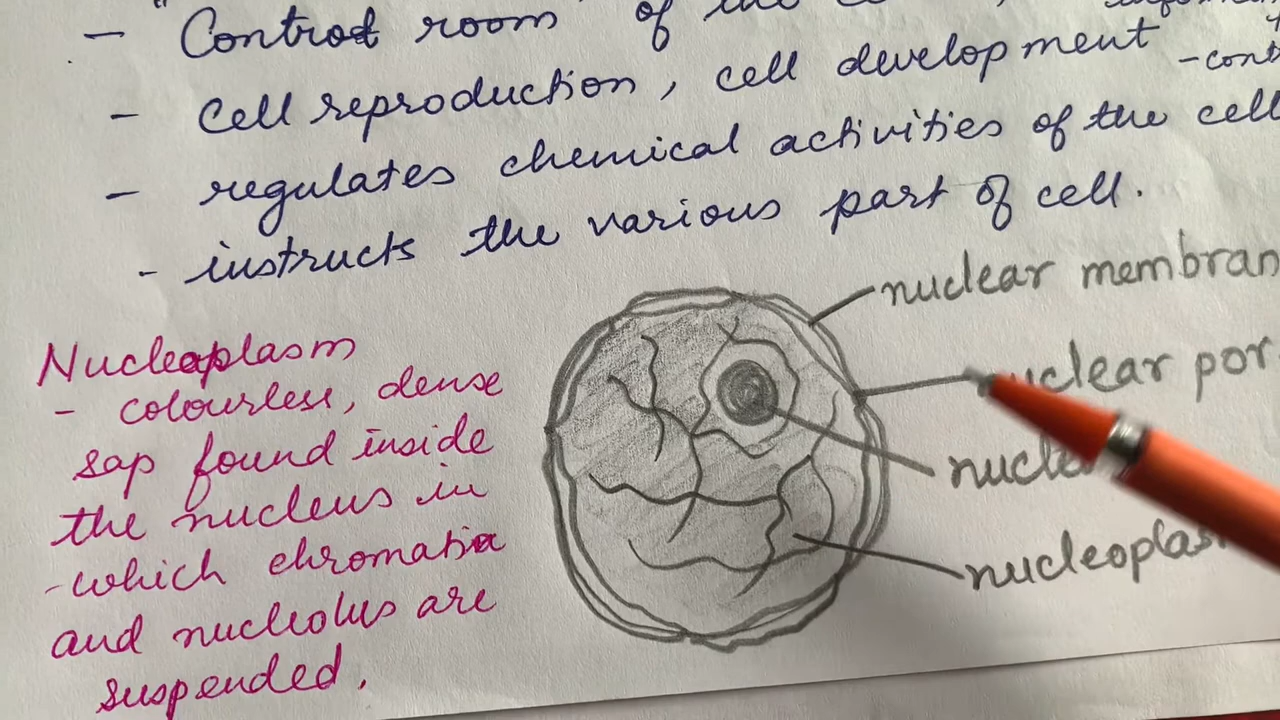 - "Control room" of the
- Cell reproduction, cell development
- cont
- regulates chemical activities of the cell
- instructs the various part of cell.
nuclear membran
Nucleoplasm
- colourless, dense
sap found inside
the nucleus in
- which chromatin
and nucleolus are
suspended.
nuclear por
nucleoplas